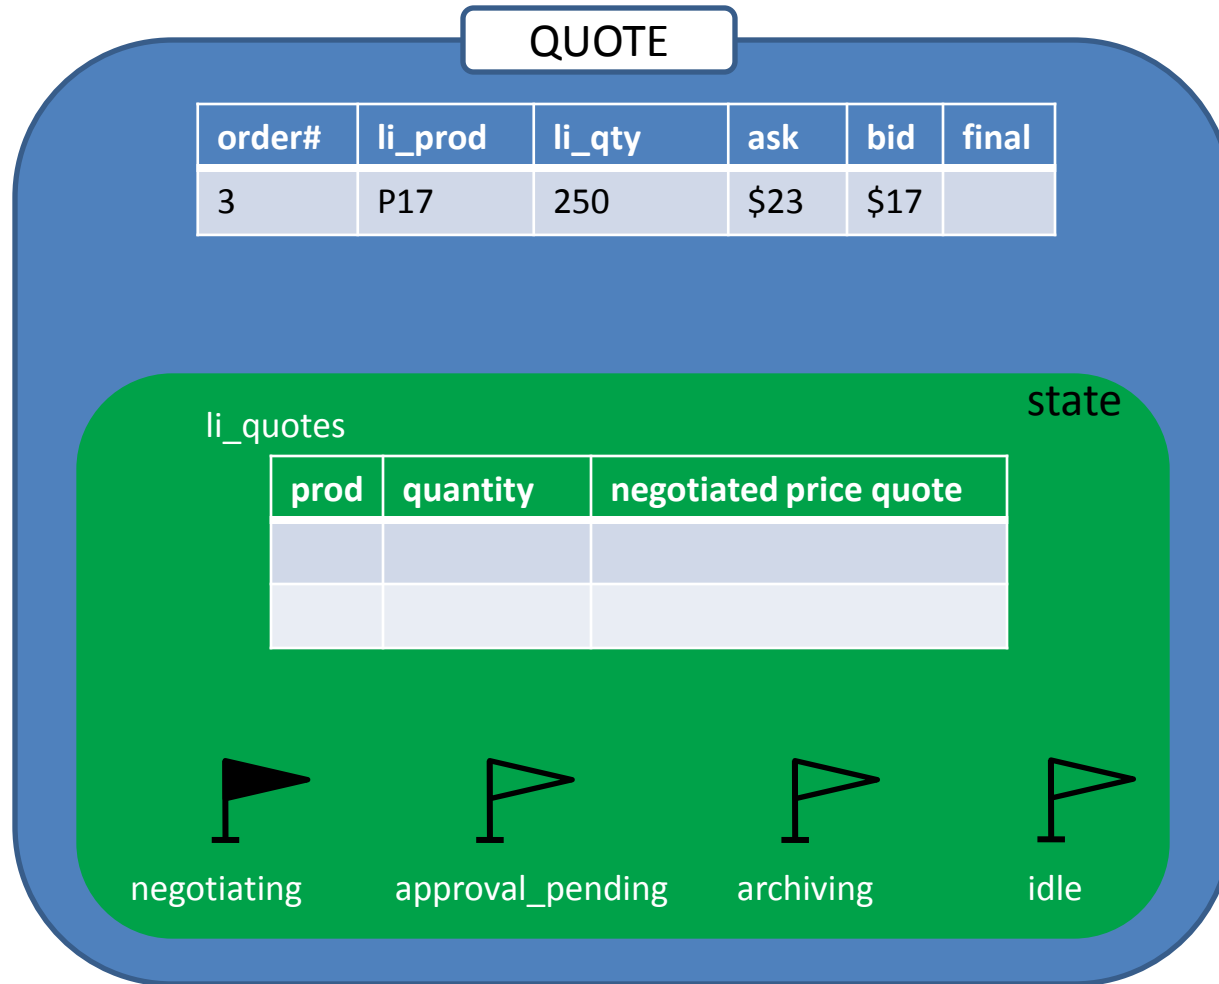 QUOTE
order# li_prod li_qty ask bid final
3 P17 250 $23 $17
state
li_quotes
prod quantity negotiated price quote
negotiating approval_pending archiving idle